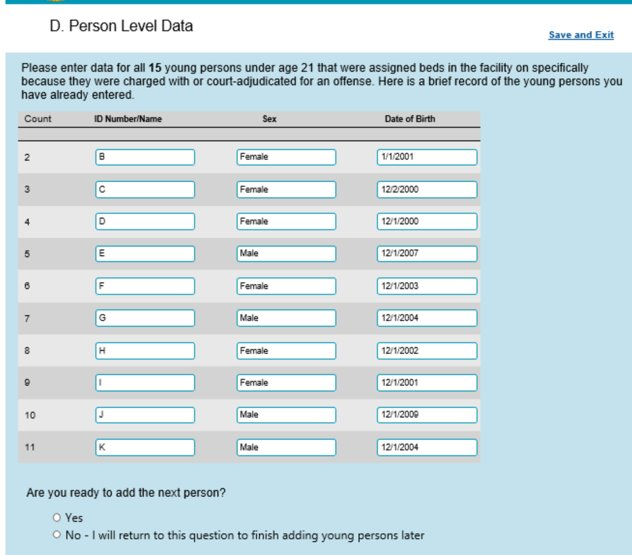 D. Person Level Data
Save and Exit
Please enter data for all 15 young persons under age 21 that were assigned beds in the facility on specifically
because they were charged with or court-adjudicated for an offense. Here is a brief record of the young persons you
have already entered.
Count ID Number/Name Sex Date of Birth
2 B Female 1/1/2001
3 C Female 12/2/2000
4 D Female 12/1/2000
5 E Male 12/1/2007
6 F Female 12/1/2003
7 G Male 12/1/2004
8 H Female 12/1/2002
9 I Female 12/1/2001
10 J Male 12/1/2009
11 K Male 12/1/2004
Are you ready to add the next person?
Yes
No - I will return to this question to finish adding young persons later